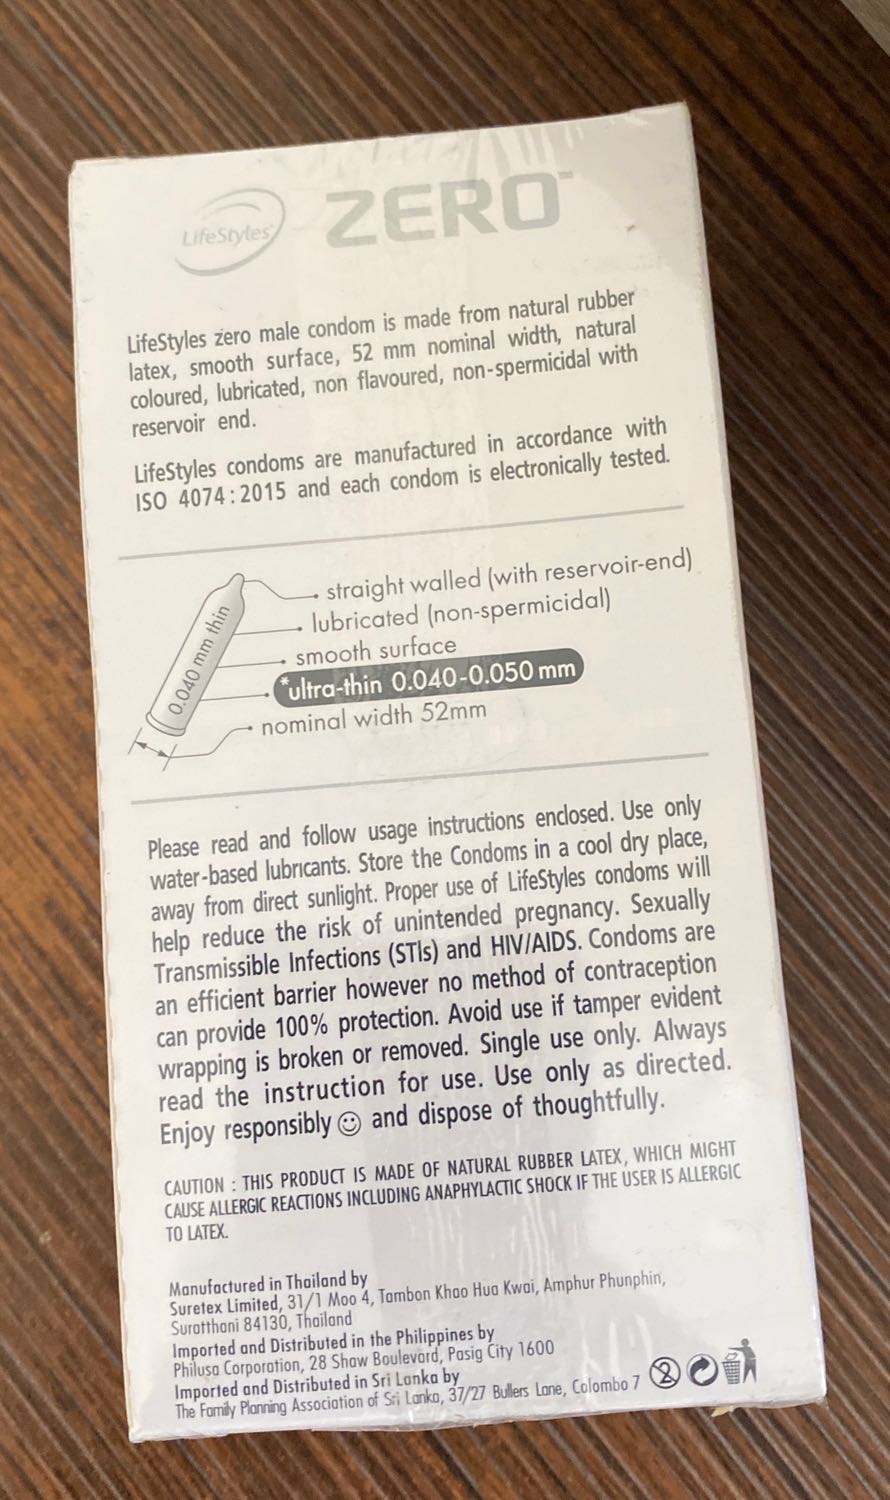 LifeStyles ZERO™
LifeStyles zero male condom is made from natural rubber
latex, smooth surface, 52 mm nominal width, natural
coloured, lubricated, non flavoured, non-spermicidal with
reservoir end.
LifeStyles condoms are manufactured in accordance with
ISO 4074:2015 and each condom is electronically tested.
0.040 mm thin
straight walled (with reservoir-end)
lubricated (non-spermicidal)
smooth surface
*ultra-thin 0.040-0.050 mm
nominal width 52mm
Please read and follow usage instructions enclosed. Use only
water-based lubricants. Store the Condoms in a cool dry place,
away from direct sunlight. Proper use of LifeStyles condoms will
help reduce the risk of unintended pregnancy. Sexually
Transmissible Infections (STIs) and HIV/AIDS. Condoms are
an efficient barrier however no method of contraception
can provide 100% protection. Avoid use if tamper evident
wrapping is broken or removed. Single use only. Always
read the instruction for use. Use only as directed.
Enjoy responsibly ☺ and dispose of thoughtfully.
CAUTION : THIS PRODUCT IS MADE OF NATURAL RUBBER LATEX, WHICH MIGHT
CAUSE ALLERGIC REACTIONS INCLUDING ANAPHYLACTIC SHOCK IF THE USER IS ALLERGIC
TO LATEX.
Manufactured in Thailand by
Suretex Limited, 31/1 Moo 4, Tambon Khao Hua Kwai, Amphur Phunphin,
Suratthani 84130, Thailand
Imported and Distributed in the Philippines by
Philusa Corporation, 28 Shaw Boulevard, Pasig City 1600
Imported and Distributed in Sri Lanka by
The Family Planning Association of Sri Lanka, 37/27 Bullers Lane, Colombo 7
2